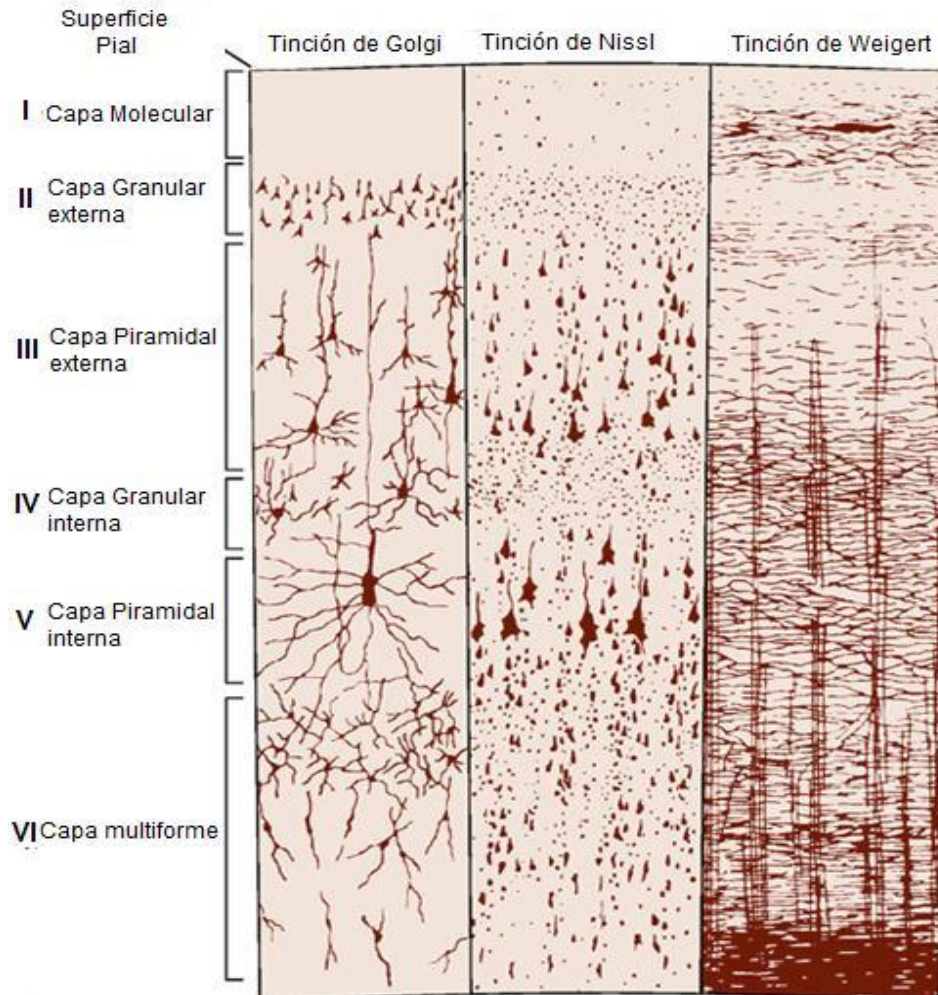 Superficie
Pial
Tinción de Golgi
Tinción de Nissl
Tinción de Weigert
I Capa Molecular
II Capa Granular
externa
III Capa Piramidal
externa
IV Capa Granular
interna
V Capa Piramidal
interna
VI Capa multiforme